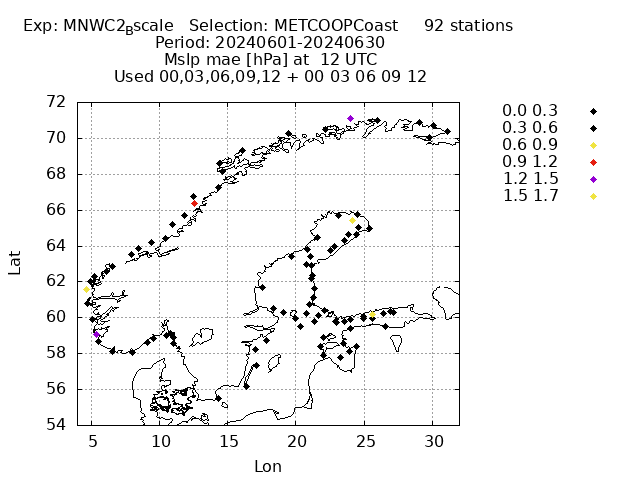 Exp: MNWC2Bscale   Selection: METCOOPCoast     92 stations
Period: 20240601-20240630
Mslp mae [hPa] at  12 UTC
Used 00,03,06,09,12 + 00 03 06 09 12
72
70
68
66
64
62
60
58
56
54
5 10 15 20 25 30
Lat
Lon
0.0 0.3
0.3 0.6
0.6 0.9
0.9 1.2
1.2 1.5
1.5 1.7